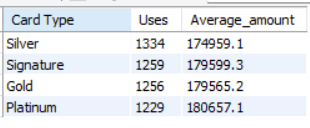 Card Type Uses Average_amount
Silver 1334 174959.1
Signature 1259 179599.3
Gold 1256 179565.2
Platinum 1229 180657.1